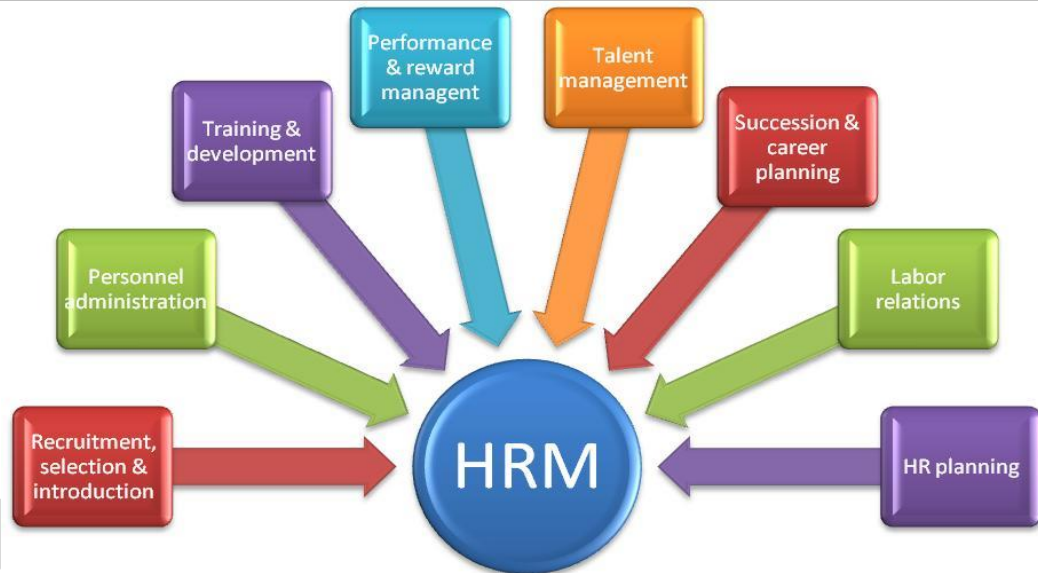 Recruitment,
selection &
introduction
Personnel
administration
Training &
development
Performance
& reward
managent
Talent
management
Succession &
career
planning
Labor
relations
HR planning
HRM